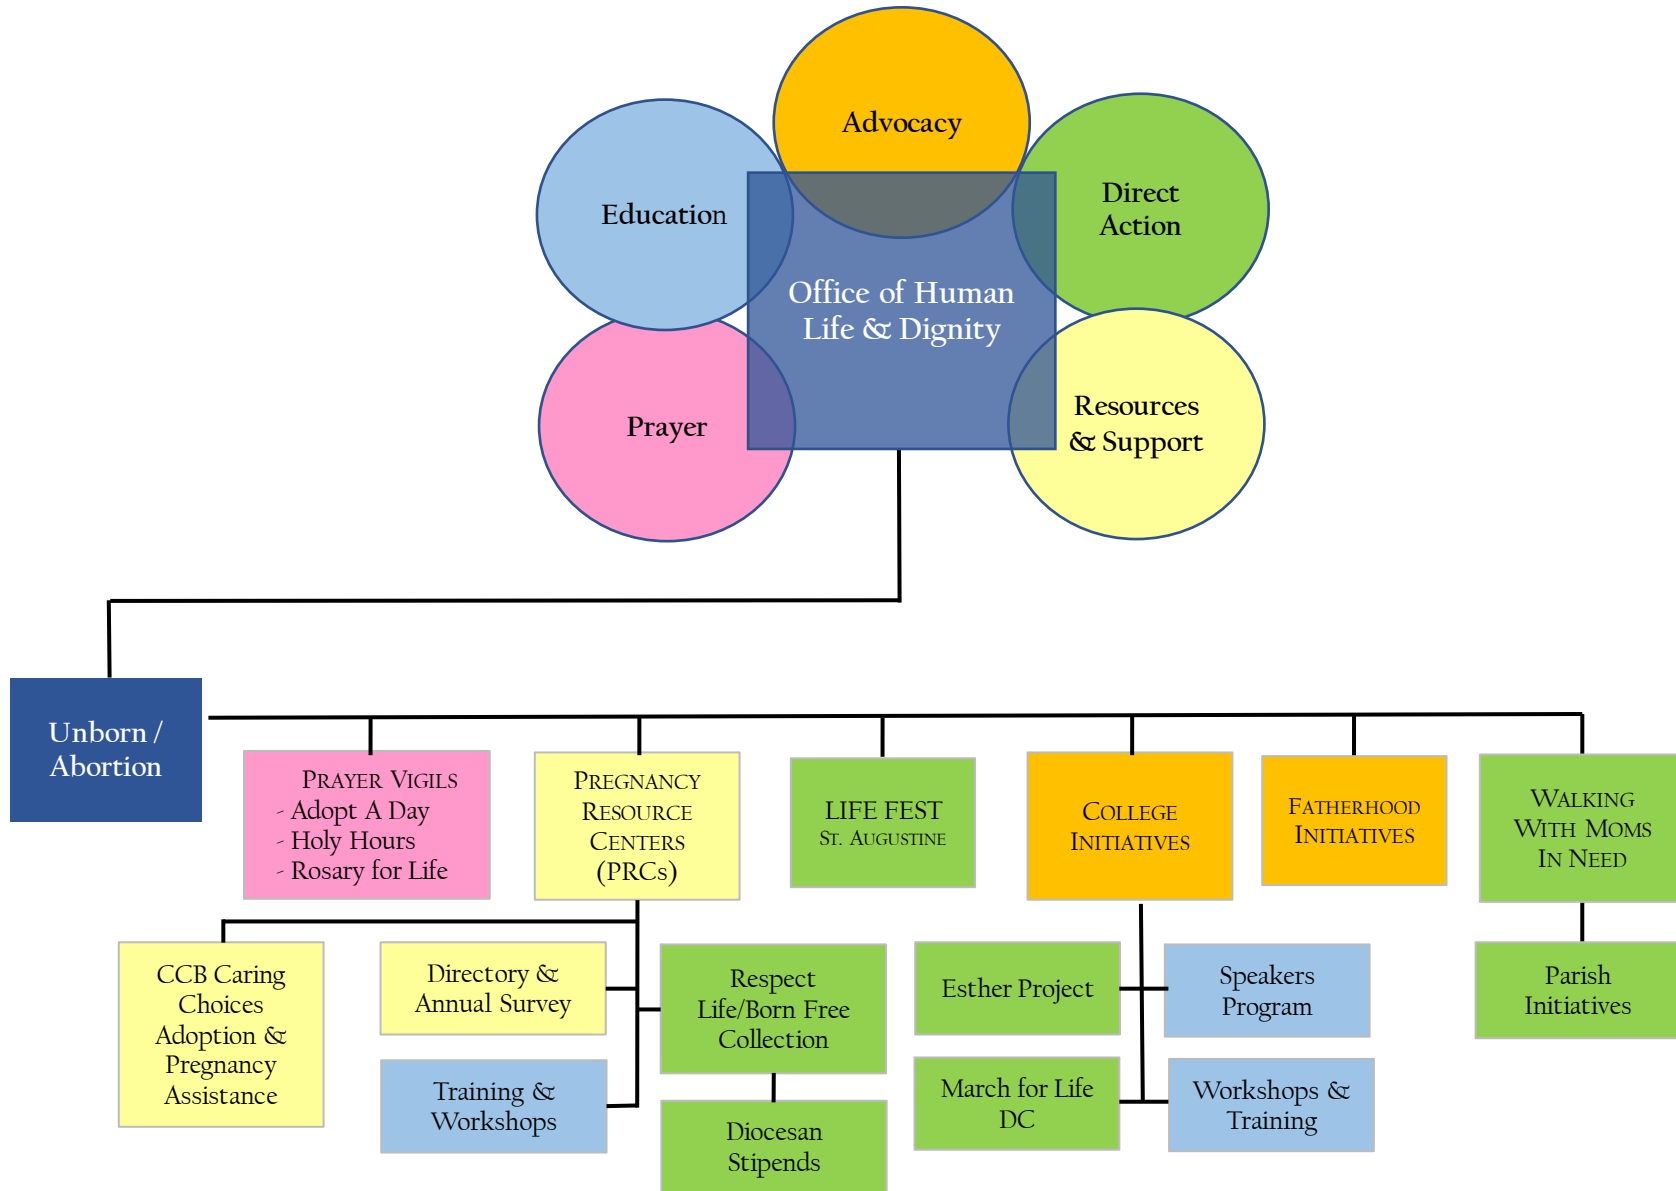 Advocacy
Education
Direct
Action
Office of Human
Life & Dignity
Prayer
Resources
& Support
Unborn /
Abortion
PRAYER VIGILS
- Adopt A Day
- Holy Hours
- Rosary for Life
PREGNANCY
RESOURCE
CENTERS
(PRCs)
LIFE FEST
ST. AUGUSTINE
COLLEGE
INITIATIVES
FATHERHOOD
INITIATIVES
WALKING
WITH MOMS
IN NEED
CCB Caring
Choices
Adoption &
Pregnancy
Assistance
Directory &
Annual Survey
Training &
Workshops
Respect
Life/Born Free
Collection
Diocesan
Stipends
Esther Project
Speakers
Program
March for Life
DC
Workshops &
Training
Parish
Initiatives